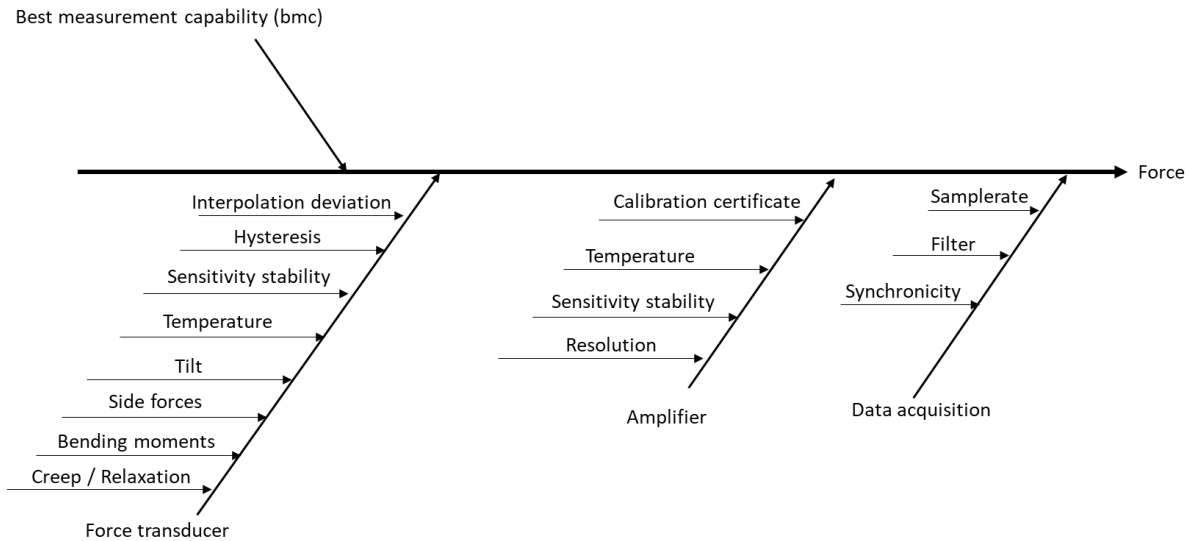 Best measurement capability (bmc)
Force
Interpolation deviation
Hysteresis
Sensitivity stability
Temperature
Tilt
Side forces
Bending moments
Creep / Relaxation
Force transducer
Calibration certificate
Temperature
Sensitivity stability
Resolution
Amplifier
Samplerate
Filter
Synchronicity
Data acquisition